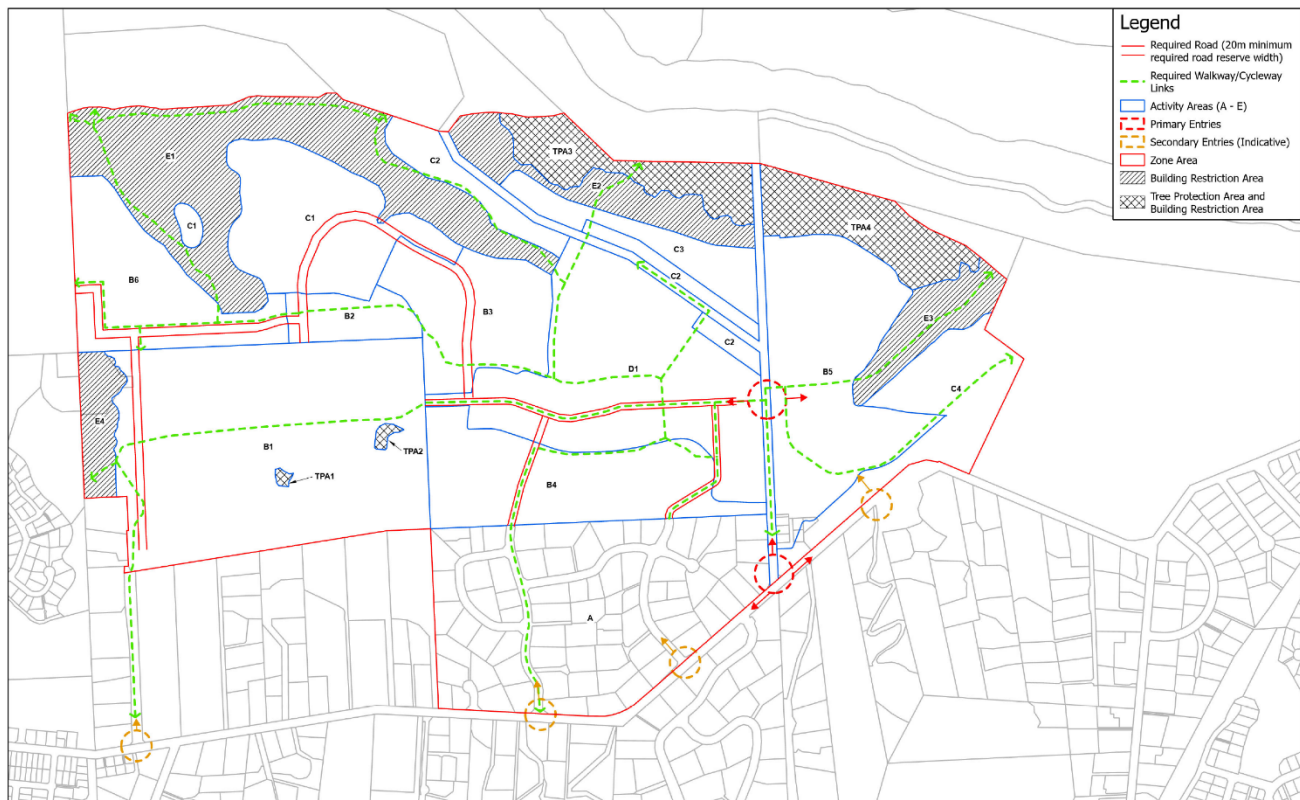 Legend
Required Road (20m minimum
required road reserve width)
Required Walkway/Cycleway
Links
Activity Areas (A - E)
Primary Entries
Secondary Entries (Indicative)
Zone Area
Building Restriction Area
Tree Protection Area and
Building Restriction Area
E1
C2
TPA3
E2
C1
C1
TPA4
C3
C2
B6
B3
B2
E3
C2
D1
B5
C4
E4
B1
TPA2
TPA1
B4
A